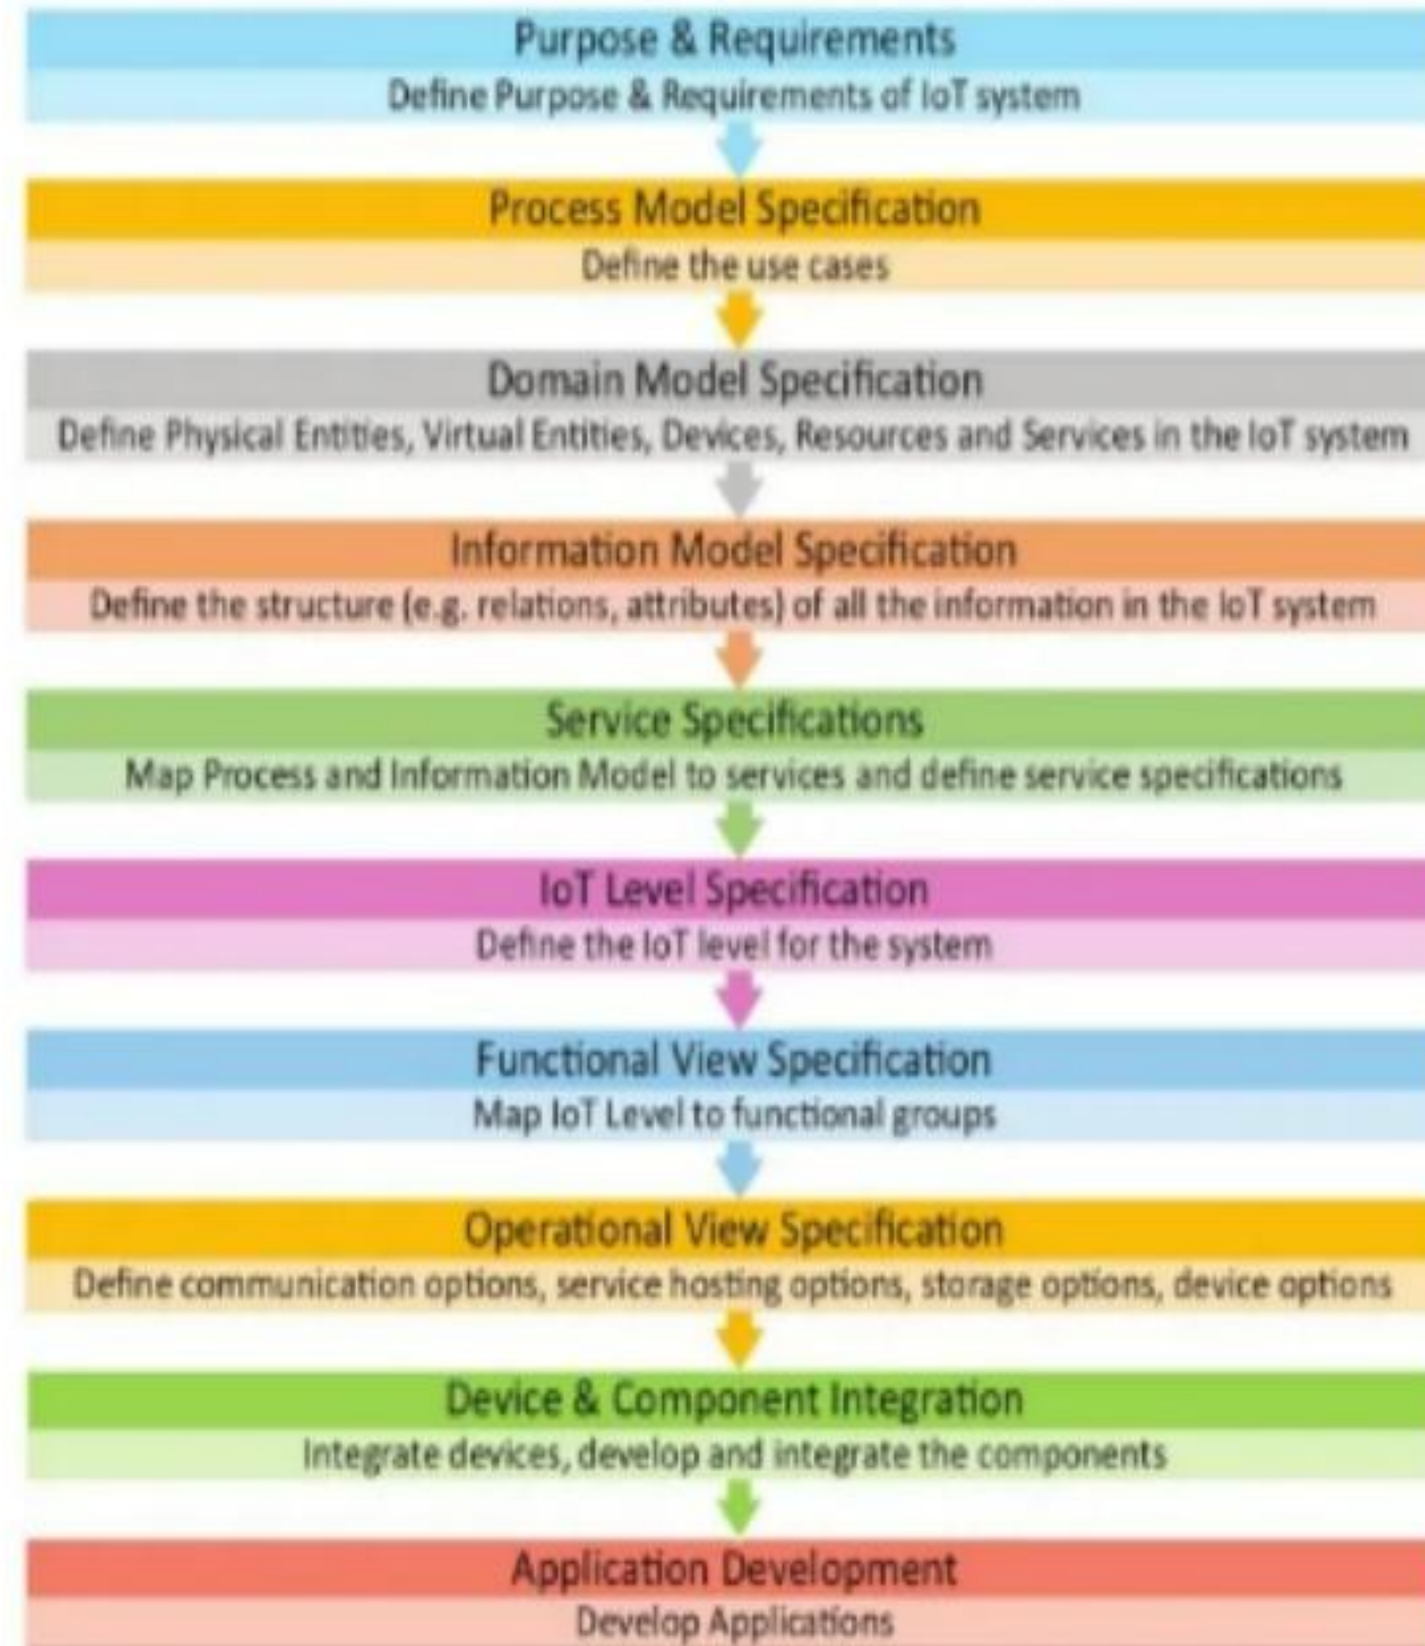 Purpose & Requirements
Define Purpose & Requirements of IoT system
Process Model Specification
Define the use cases
Domain Model Specification
Define Physical Entities, Virtual Entities, Devices, Resources and Services in the IoT system
Information Model Specification
Define the structure (e.g. relations, attributes) of all the information in the IoT system
Service Specifications
Map Process and Information Model to services and define service specifications
IoT Level Specification
Define the IoT level for the system
Functional View Specification
Map IoT Level to functional groups
Operational View Specification
Define communication options, service hosting options, storage options, device options
Device & Component Integration
Integrate devices, develop and integrate the components
Application Development
Develop Applications